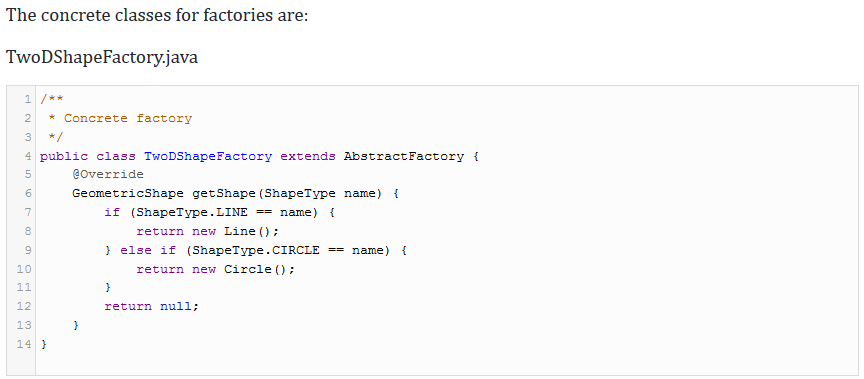 The concrete classes for factories are:
TwoDShapeFactory.java
1 /**
2  * Concrete factory
3  */
4 public class TwoDShapeFactory extends AbstractFactory {
5     @Override
6     GeometricShape getShape(ShapeType name) {
7         if (ShapeType.LINE == name) {
8             return new Line();
9         } else if (ShapeType.CIRCLE == name) {
10             return new Circle();
11         }
12         return null;
13     }
14 }